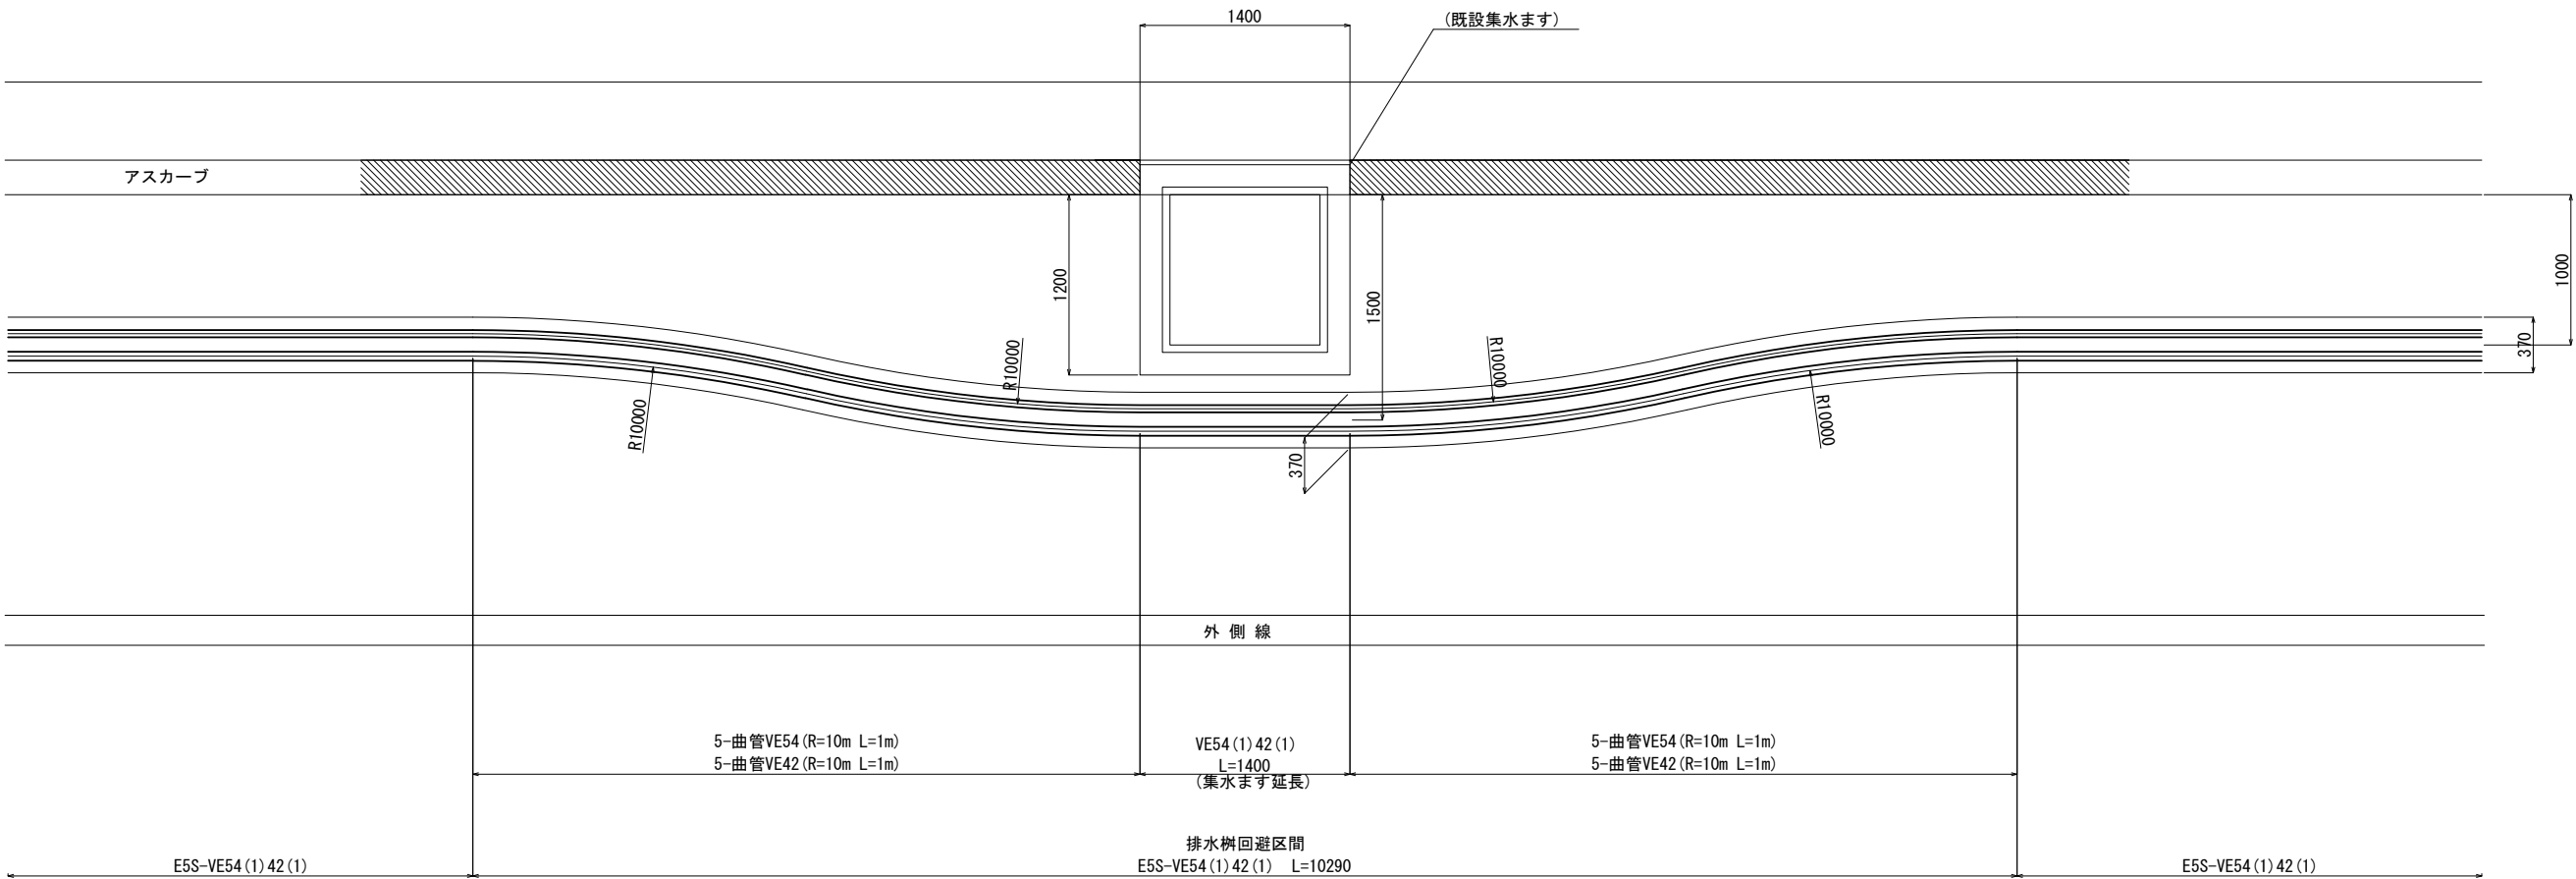 1400
(既設集水ます)
アスカーブ
1200
1500
1000
370
R10000
R10000
R10000
R10000
370
外 側 線
5-曲管VE54(R=10m L=1m)
5-曲管VE42(R=10m L=1m)
VE54(1)42(1)
L=1400
(集水ます延長)
5-曲管VE54(R=10m L=1m)
5-曲管VE42(R=10m L=1m)
排水桝回避区間
E5S-VE54(1)42(1)
E5S-VE54(1)42(1) L=10290
E5S-VE54(1)42(1)